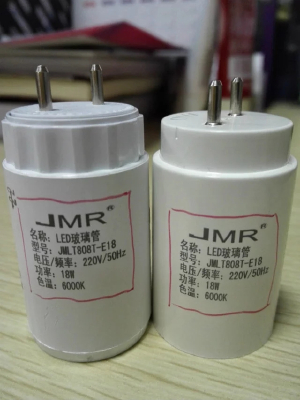 JMR
名称: LED玻璃管
型号: JMLT808T-E18
电压/频率: 220V/50Hz
功率: 18W
色温: 6000K
JMR
名称: LED玻璃管
型号: JMLT808T-E18
电压/频率: 220V/50Hz
功率: 18W
色温: 6000K